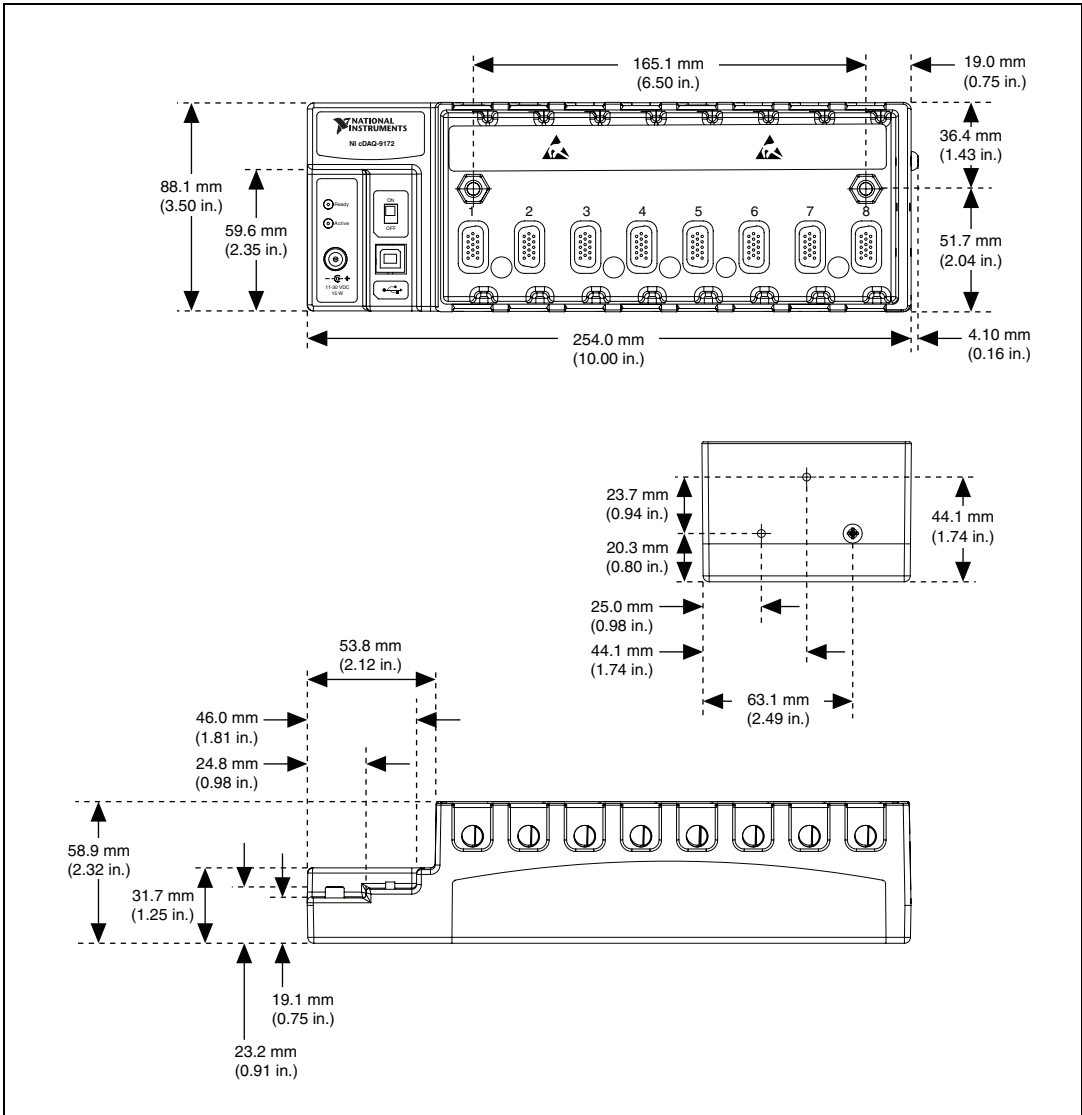 165.1 mm
(6.50 in.)
19.0 mm
(0.75 in.)
NATIONAL
INSTRUMENTS
NI cDAQ-9172
36.4 mm
(1.43 in.)
88.1 mm
(3.50 in.)
59.6 mm
(2.35 in.)
Ready
Active
ON
OFF
- +
11-30 VDC
15 W
1 2 3 4 5 6 7 8
51.7 mm
(2.04 in.)
254.0 mm
(10.00 in.)
4.10 mm
(0.16 in.)
23.7 mm
(0.94 in.)
20.3 mm
(0.80 in.)
44.1 mm
(1.74 in.)
25.0 mm
(0.98 in.)
44.1 mm
(1.74 in.)
63.1 mm
(2.49 in.)
53.8 mm
(2.12 in.)
46.0 mm
(1.81 in.)
24.8 mm
(0.98 in.)
58.9 mm
(2.32 in.)
31.7 mm
(1.25 in.)
19.1 mm
(0.75 in.)
23.2 mm
(0.91 in.)